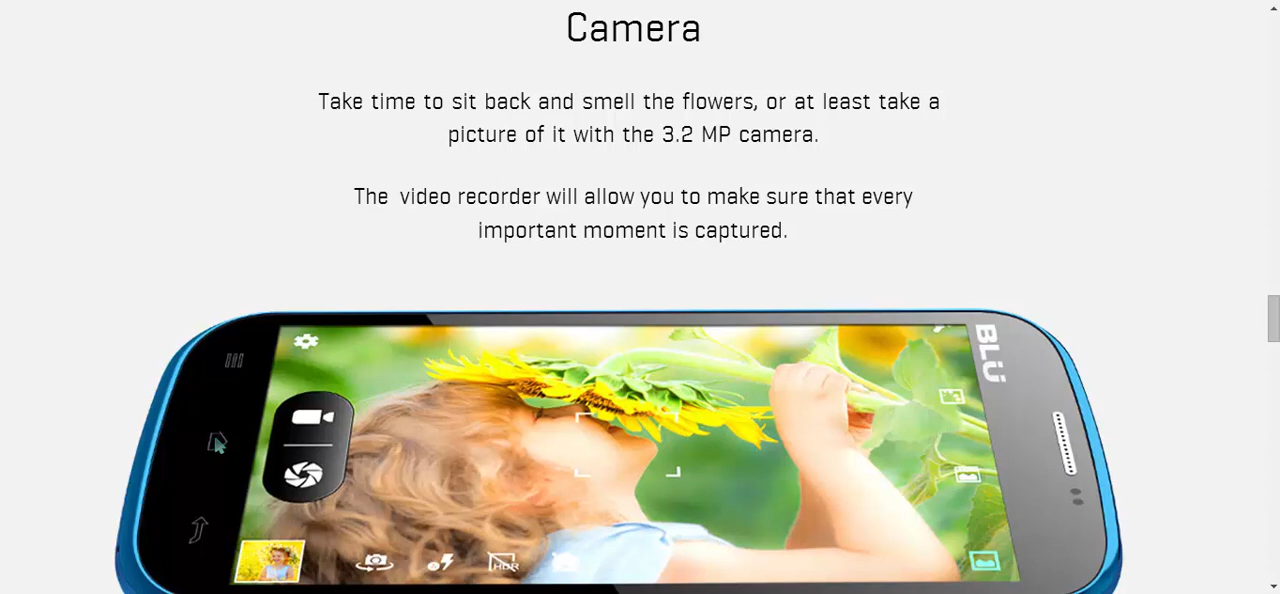 Camera
Take time to sit back and smell the flowers, or at least take a
picture of it with the 3.2 MP camera.
The video recorder will allow you to make sure that every
important moment is captured.
BLU
HDR